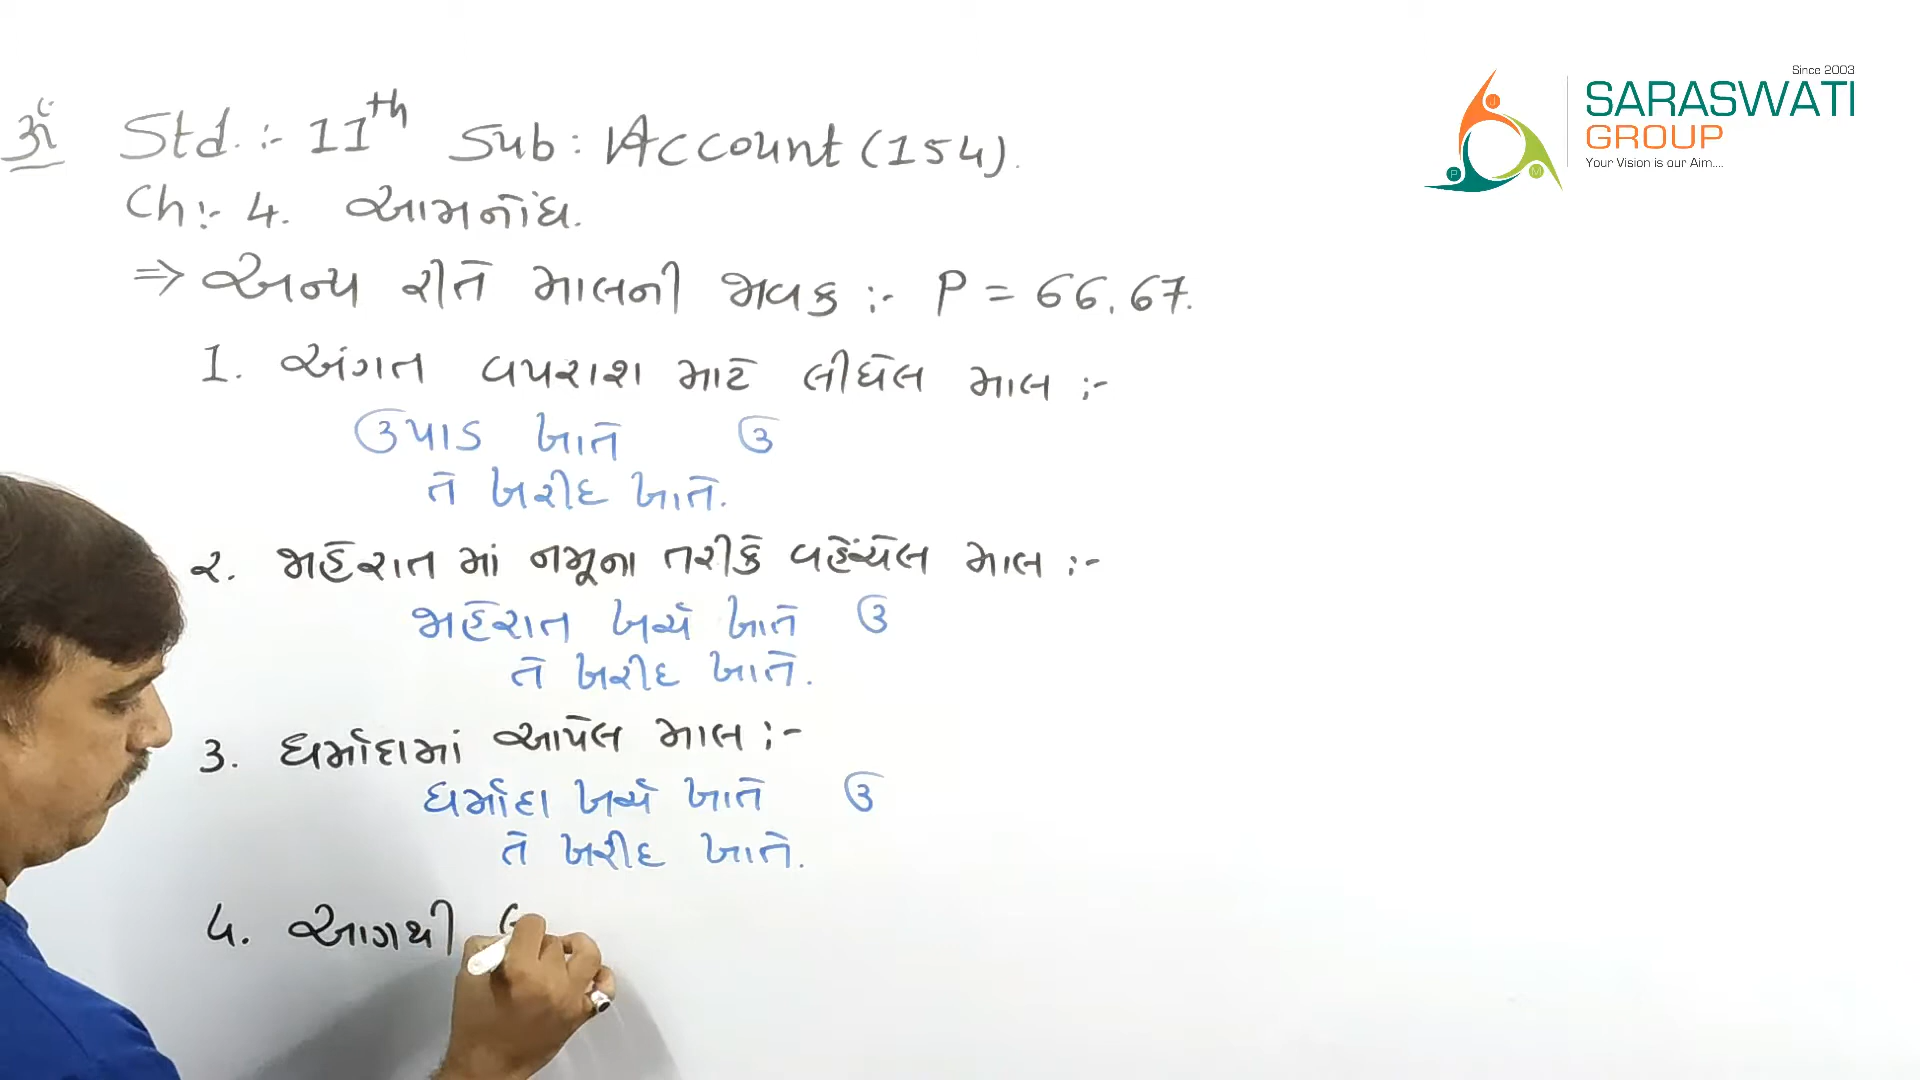 ૐ
Std. :- 11th Sub : Account (154).
Ch :- 4. આમનોંધ.
⇒ અન્ય રીતે માલની જાવક :- P = 66, 67.
1. અંગત વપરાશ માટે લીધેલ માલ :-
ઉપાડ ખાતે ઉ
તે ખરીદ ખાતે.
૨. જાહેરાત માં નમૂના તરીકે વહેંચેલ માલ :-
જાહેરાત ખર્ચ ખાતે ઉ
તે ખરીદ ખાતે.
3. ધર્માદામાં આપેલ માલ :-
ધર્માદા ખર્ચ ખાતે ઉ
તે ખરીદ ખાતે.
4. આગથી
Since 2003
SARASWATI
GROUP
Your Vision is our Aim....
J
P
M